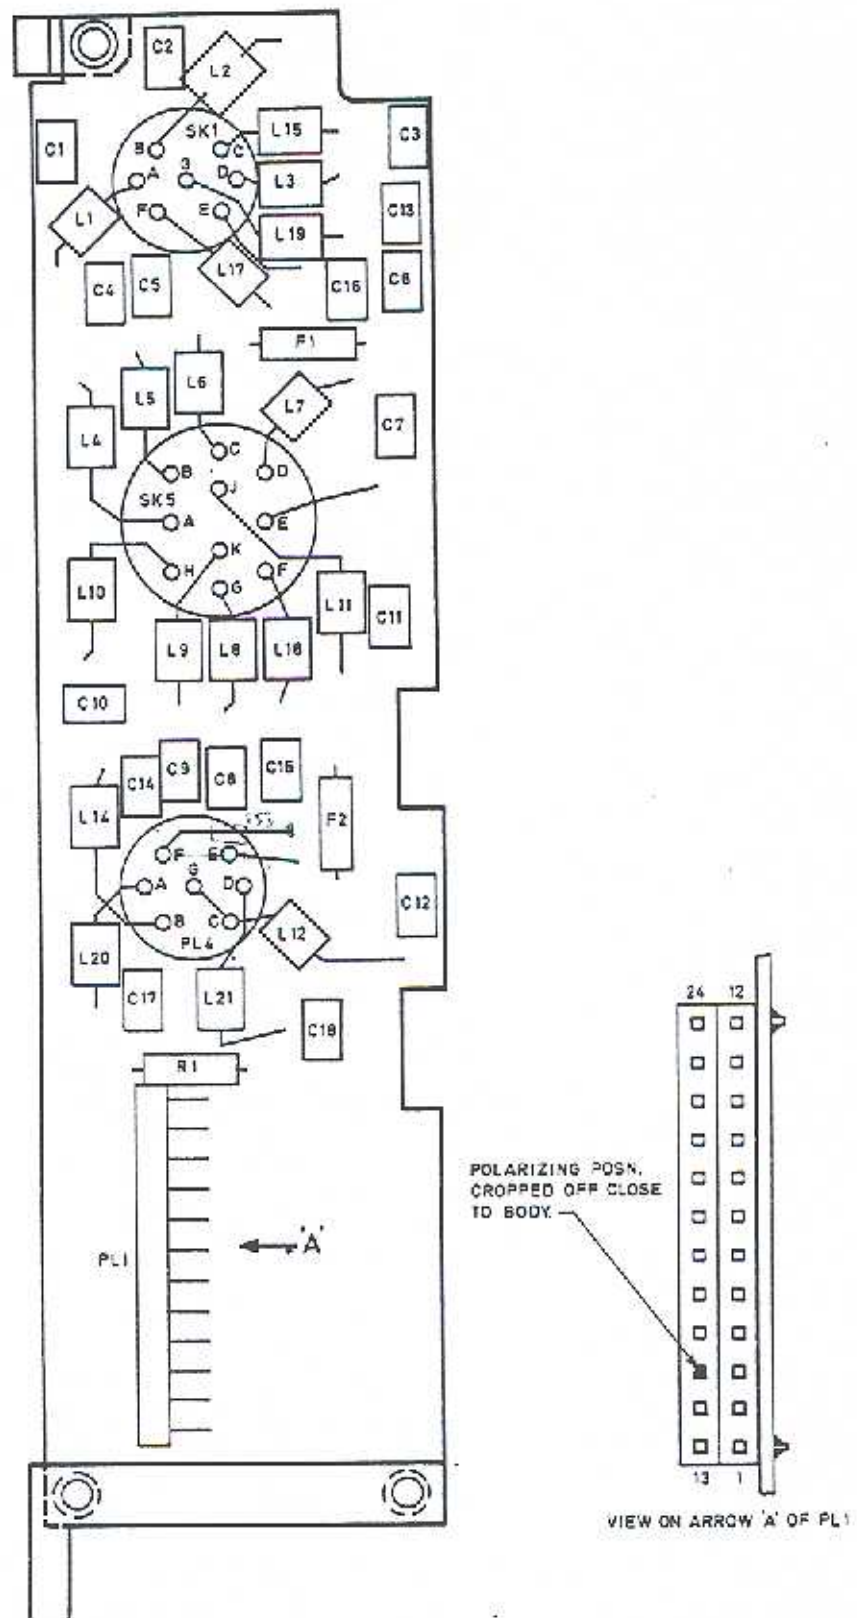 C2
L2
SK1
C
L15
C3
C1
B
A
3
D
L3
L1
F
E
L19
C13
L17
C4
C5
C16
C6
F1
L5
L6
L7
L4
C7
C
B
D
J
SK5
A
E
K
H
F
G
L10
L11
C11
L9
L8
L16
C10
C14
C9
C8
C15
L14
F2
F
E
A
G
D
B
C
PL4
L12
C12
L20
C17
L21
C18
R1
PL1
'A'
24 12
POLARIZING POSN.
CROPPED OFF CLOSE
TO BODY.
13 1
VIEW ON ARROW 'A' OF PL1